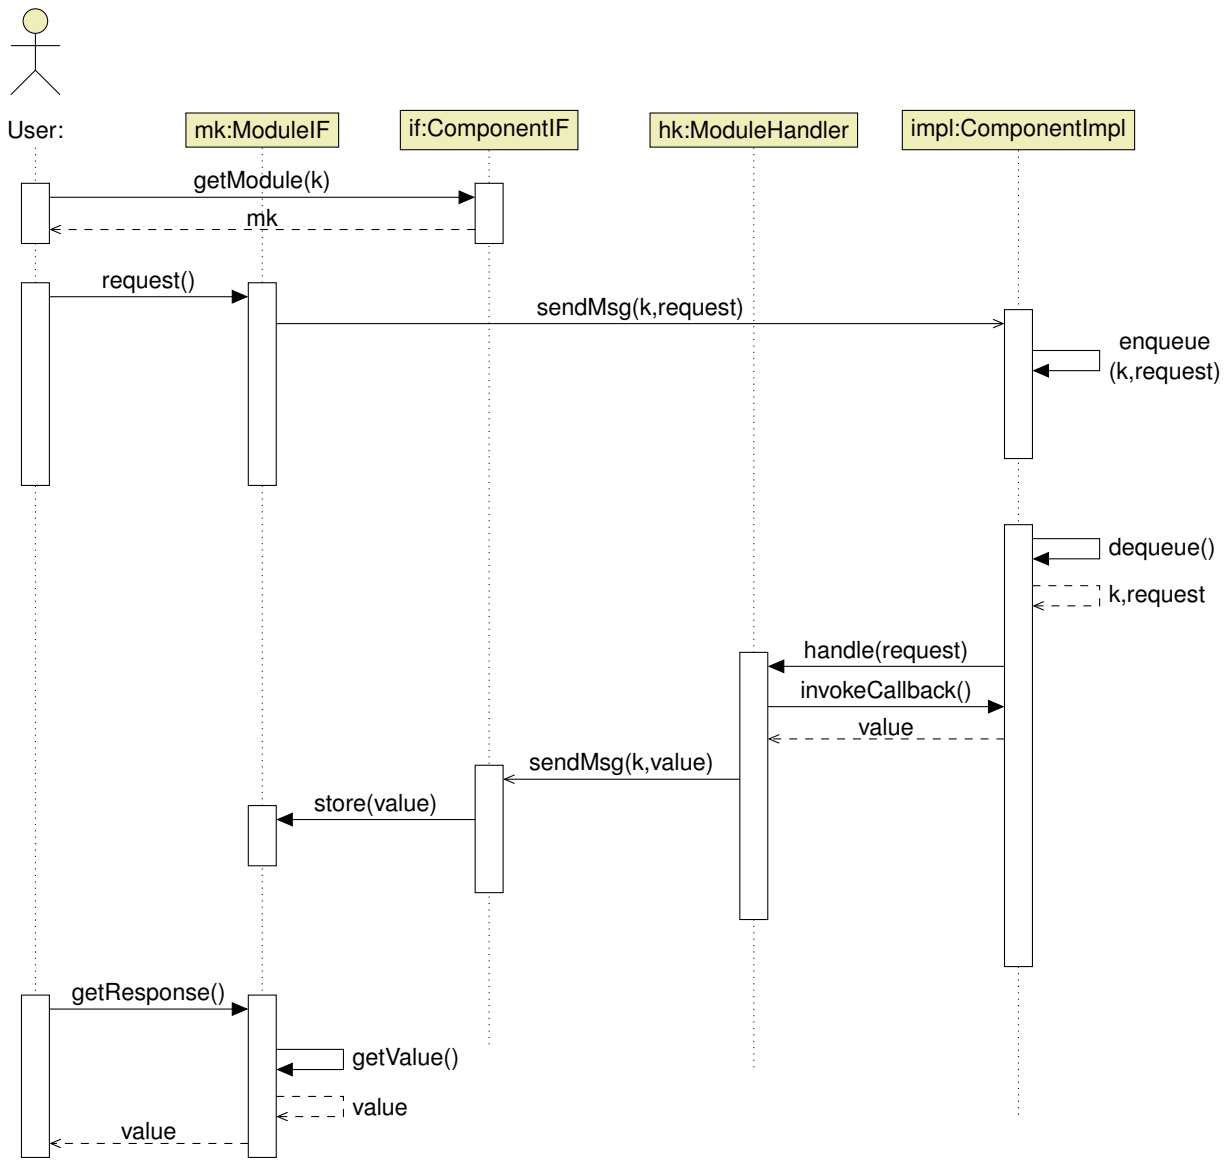 User:
mk:ModuleIF
if:ComponentIF
hk:ModuleHandler
impl:ComponentImpl
getModule(k)
mk
request()
sendMsg(k,request)
enqueue
(k,request)
dequeue()
k,request
handle(request)
invokeCallback()
value
sendMsg(k,value)
store(value)
getResponse()
getValue()
value
value